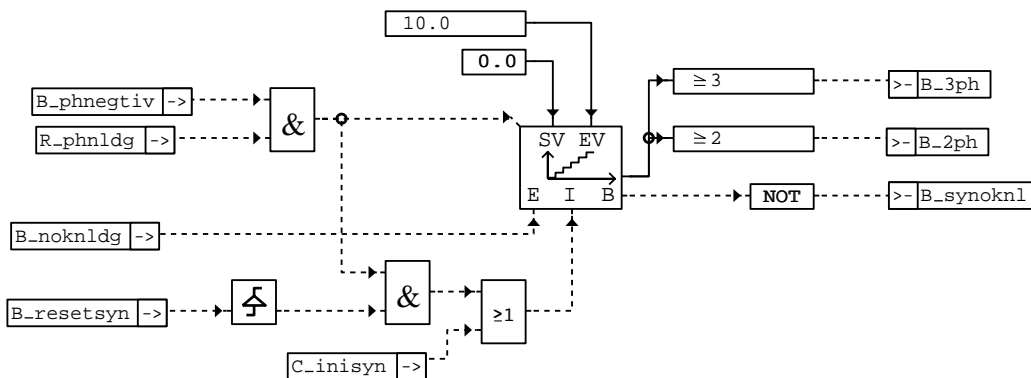 10.0
0.0
B_phnegtiv ->
R_phnldg ->
&
SV EV
E I B
≥3
≥2
>- B_3ph
>- B_2ph
NOT
>- B_synoknl
B_noknldg ->
B_resetsyn ->
&
≥1
C_inisyn ->